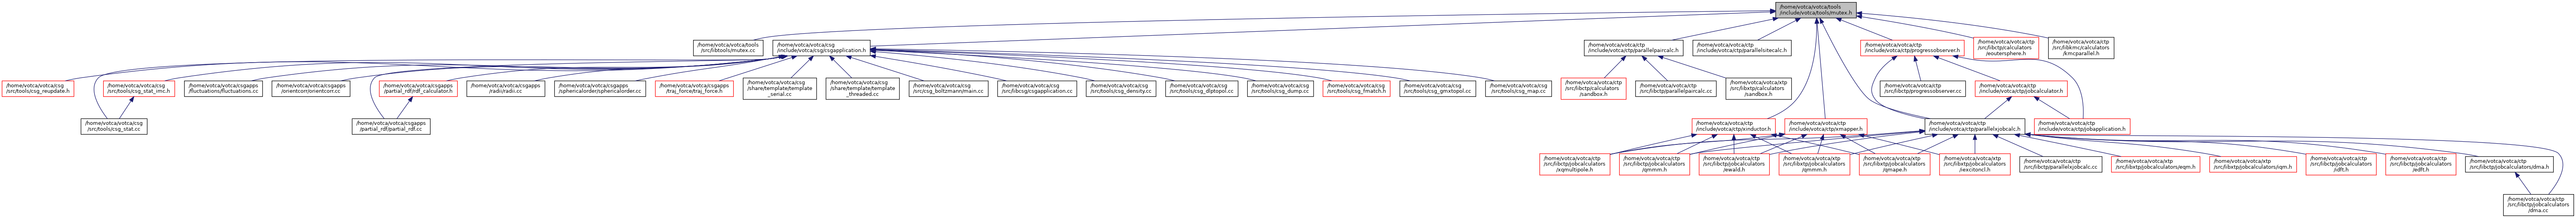 /home/votca/votca/tools
/include/votca/tools/mutex.h
/home/votca/votca/tools
/src/libtools/mutex.cc
/home/votca/votca/csg
/include/votca/csg/csgapplication.h
/home/votca/votca/ctp
/include/votca/ctp/parallelpaircalc.h
/home/votca/votca/ctp
/include/votca/ctp/parallelsitecalc.h
/home/votca/votca/ctp
/include/votca/ctp/progressobserver.h
/home/votca/votca/ctp
/src/libctp/calculators
/eoutersphere.h
/home/votca/votca/ctp
/src/libkmc/calculators
/kmcparallel.h
/home/votca/votca/csg
/src/tools/csg_reupdate.h
/home/votca/votca/csg
/src/tools/csg_stat_imc.h
/home/votca/votca/csgapps
/fluctuations/fluctuations.cc
/home/votca/votca/csgapps
/orientcorr/orientcorr.cc
/home/votca/votca/csgapps
/partial_rdf/rdf_calculator.h
/home/votca/votca/csgapps
/radii/radii.cc
/home/votca/votca/csgapps
/sphericalorder/sphericalorder.cc
/home/votca/votca/csgapps
/traj_force/traj_force.h
/home/votca/votca/csg
/share/template/template
_serial.cc
/home/votca/votca/csg
/share/template/template
_threaded.cc
/home/votca/votca/csg
/src/csg_boltzmann/main.cc
/home/votca/votca/csg
/src/libcsg/csgapplication.cc
/home/votca/votca/csg
/src/tools/csg_density.cc
/home/votca/votca/csg
/src/tools/csg_dlptopol.cc
/home/votca/votca/csg
/src/tools/csg_dump.cc
/home/votca/votca/csg
/src/tools/csg_fmatch.h
/home/votca/votca/csg
/src/tools/csg_gmxtopol.cc
/home/votca/votca/csg
/src/tools/csg_map.cc
/home/votca/votca/ctp
/src/libctp/calculators
/sandbox.h
/home/votca/votca/ctp
/src/libctp/parallelpaircalc.cc
/home/votca/votca/xtp
/src/libxtp/calculators
/sandbox.h
/home/votca/votca/ctp
/src/libctp/progressobserver.cc
/home/votca/votca/ctp
/include/votca/ctp/jobcalculator.h
/home/votca/votca/csg
/src/tools/csg_stat.cc
/home/votca/votca/csgapps
/partial_rdf/partial_rdf.cc
/home/votca/votca/ctp
/include/votca/ctp/xinductor.h
/home/votca/votca/ctp
/include/votca/ctp/xmapper.h
/home/votca/votca/ctp
/include/votca/ctp/parallelxjobcalc.h
/home/votca/votca/ctp
/include/votca/ctp/jobapplication.h
/home/votca/votca/ctp
/src/libctp/jobcalculators
/xqmultipole.h
/home/votca/votca/ctp
/src/libctp/jobcalculators
/qmmm.h
/home/votca/votca/ctp
/src/libctp/jobcalculators
/ewald.h
/home/votca/votca/xtp
/src/libxtp/jobcalculators
/qmmm.h
/home/votca/votca/xtp
/src/libxtp/jobcalculators
/qmape.h
/home/votca/votca/xtp
/src/libxtp/jobcalculators
/iexcitoncl.h
/home/votca/votca/ctp
/src/libctp/parallelxjobcalc.cc
/home/votca/votca/xtp
/src/libxtp/jobcalculators/eqm.h
/home/votca/votca/xtp
/src/libxtp/jobcalculators/iqm.h
/home/votca/votca/ctp
/src/libctp/jobcalculators
/idft.h
/home/votca/votca/ctp
/src/libctp/jobcalculators
/edft.h
/home/votca/votca/ctp
/src/libctp/jobcalculators/dma.h
/home/votca/votca/ctp
/src/libctp/jobcalculators
/dma.cc